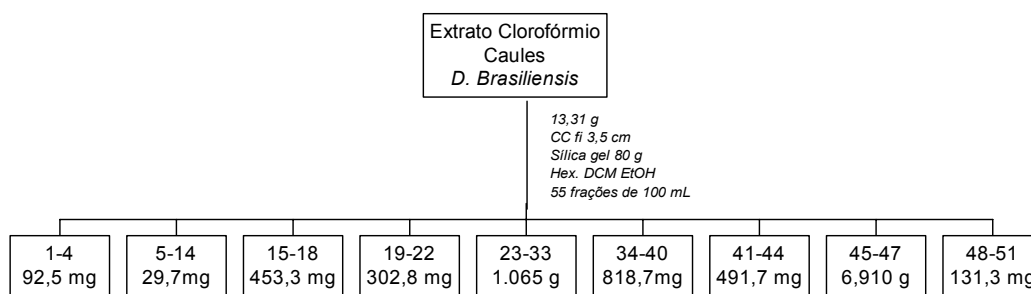 Extrato Clorofórmio
Caules
D. Brasiliensis
13,31 g
CC fi 3,5 cm
Sílica gel 80 g
Hex. DCM EtOH
55 frações de 100 mL
1-4
92,5 mg
5-14
29,7mg
15-18
453,3 mg
19-22
302,8 mg
23-33
1.065 g
34-40
818,7mg
41-44
491,7 mg
45-47
6,910 g
48-51
131,3 mg